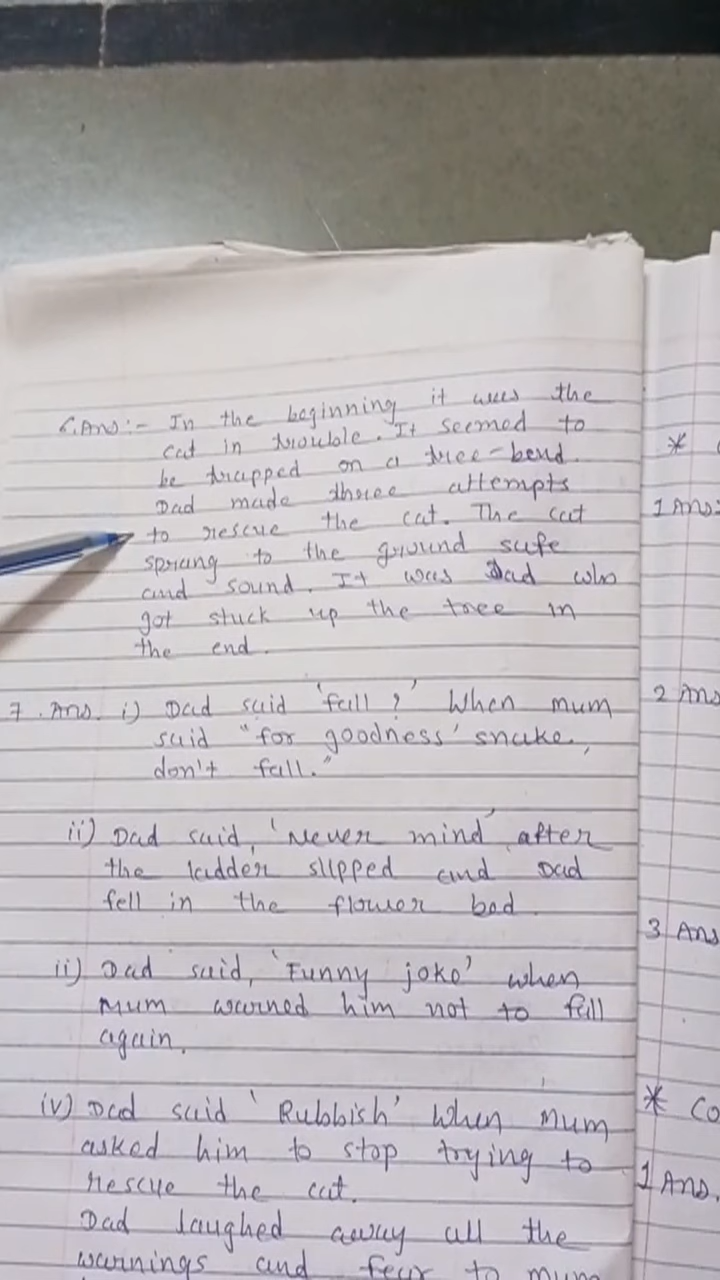 6.Ans:- In the beginning it was the
cat in trouble. It seemed to
be trapped on a tree-bend.
Dad made three attempts
to rescue the cat. The cat
sprang to the ground safe
and sound. It was Dad who
got stuck up the tree in
the end.
7. Ans. i) Dad said 'fall?' When mum
said "for goodness' snake,
don't fall."
ii) Dad said, 'Never mind' after
the ladder slipped and Dad
fell in the flower bad.
ii) Dad said, 'Funny joke' when
Mum warned him not to fall
again.
iv) Dad said 'Rubbish' When mum
asked him to stop trying to
rescue the cat.
Dad laughed away all the
warnings and fear to mum
*
1 Ans:
2 Ans
3 Ans
* Co
1 Ans.